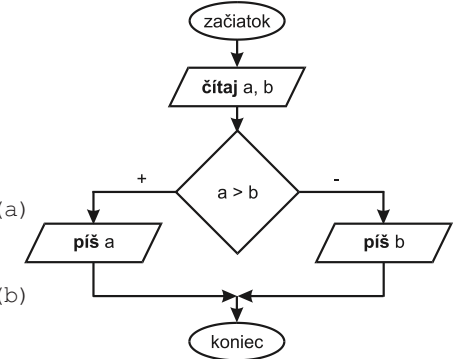 začiatok
čítaj a, b
a > b
+
-
(a)
píš a
píš b
(b)
koniec